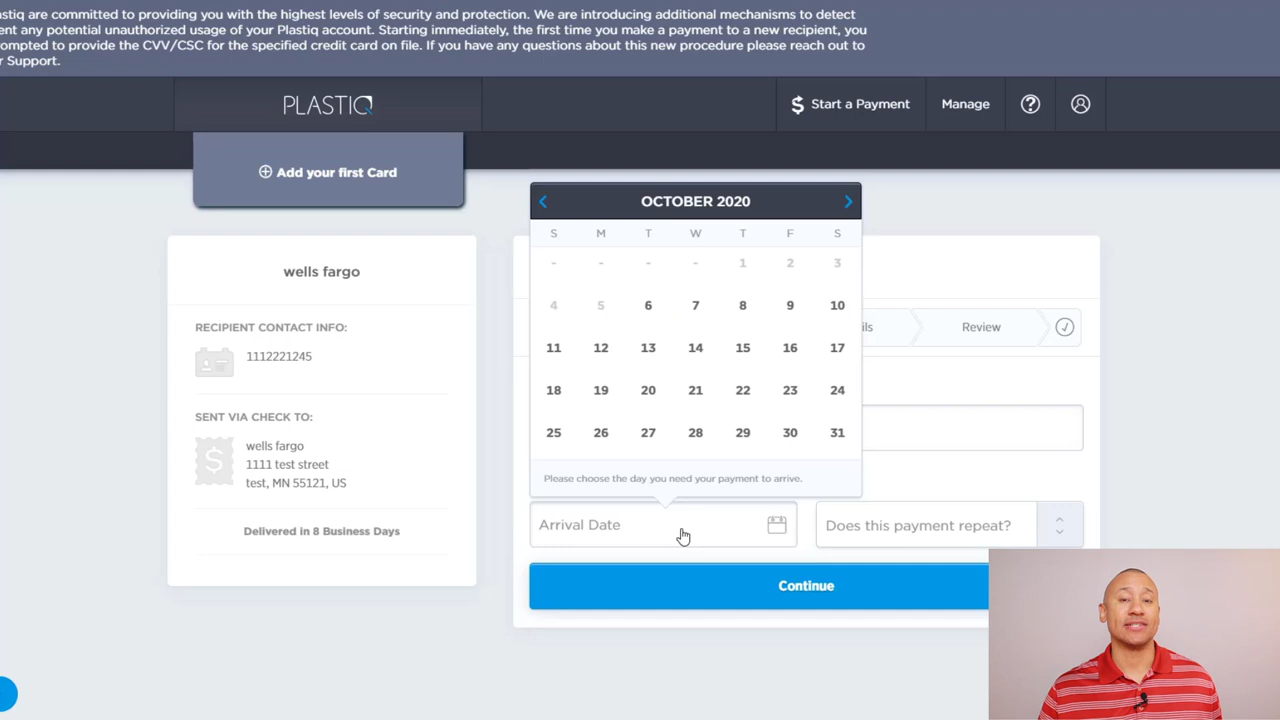 astiq are committed to providing you with the highest levels of security and protection. We are introducing additional mechanisms to detect
ent any potential unauthorized usage of your Plastiq account. Starting immediately, the first time you make a payment to a new recipient, you
ompted to provide the CVV/CSC for the specified credit card on file. If you have any questions about this new procedure please reach out to
r Support.
PLASTIQ
Start a Payment
Manage
Add your first Card
wells fargo
RECIPIENT CONTACT INFO:
1112221245
SENT VIA CHECK TO:
wells fargo
1111 test street
test, MN 55121, US
Delivered in 8 Business Days
OCTOBER 2020
S M T W T F S
- - - - 1 2 3
4 5 6 7 8 9 10
11 12 13 14 15 16 17
18 19 20 21 22 23 24
25 26 27 28 29 30 31
Please choose the day you need your payment to arrive.
ils
Review
Arrival Date
Does this payment repeat?
Continue